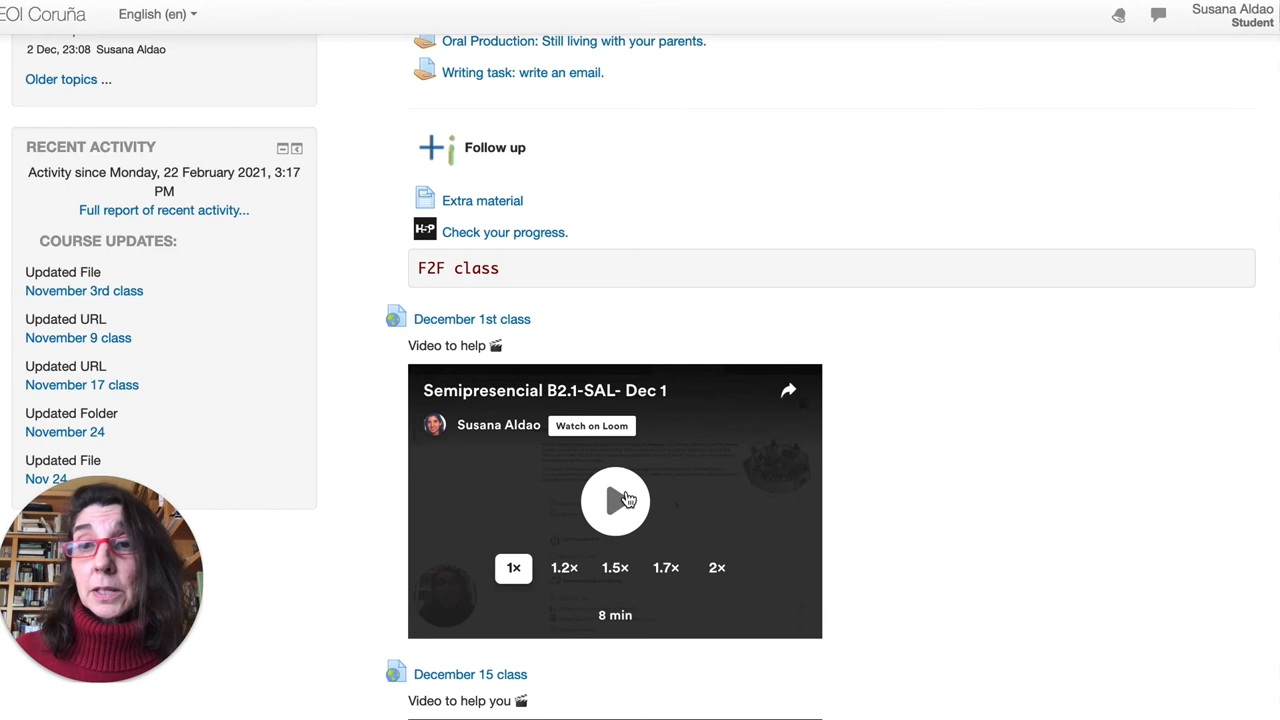 EOI Coruña
English (en)
Susana Aldao
Student
2 Dec, 23:08 Susana Aldao
Older topics ...
RECENT ACTIVITY
Activity since Monday, 22 February 2021, 3:17
PM
Full report of recent activity...
COURSE UPDATES:
Updated File
November 3rd class
Updated URL
November 9 class
Updated URL
November 17 class
Updated Folder
November 24
Updated File
Nov 24
Oral Production: Still living with your parents.
Writing task: write an email.
Follow up
Extra material
H-P
Check your progress.
F2F class
December 1st class
Video to help
Semipresencial B2.1-SAL- Dec 1
Susana Aldao
Watch on Loom
1× 1.2× 1.5× 1.7× 2×
8 min
December 15 class
Video to help you